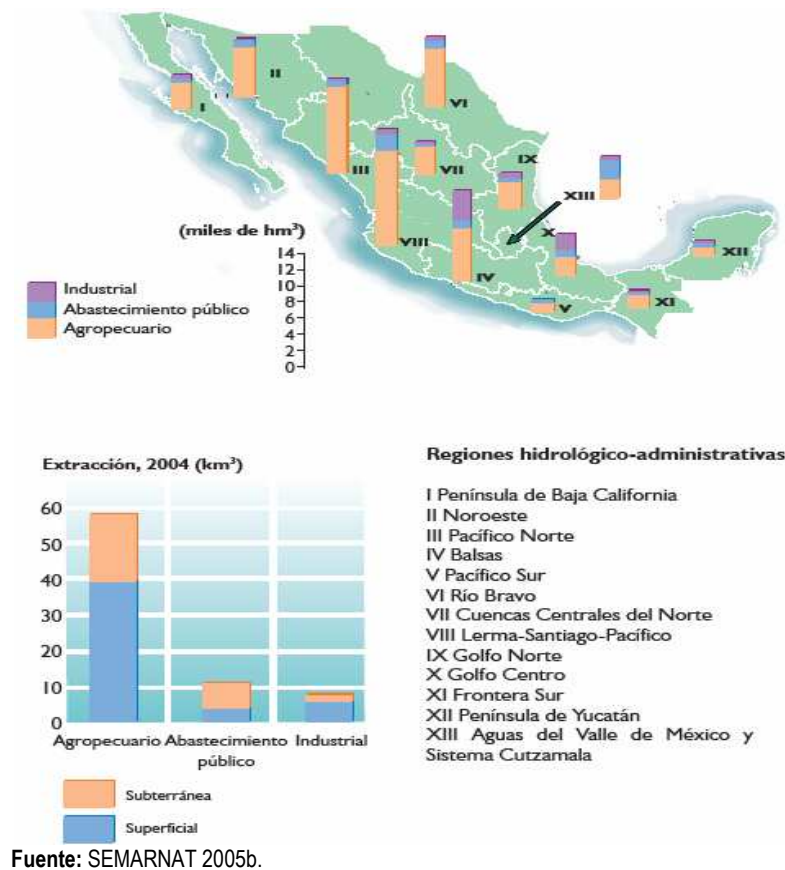 I
II
III
VI
VII
VIII
IX
X
XIII
IV
V
XI
XII
(miles de hm³)
14
12
10
8
6
4
2
0
Industrial
Abastecimiento público
Agropecuario
Extracción, 2004 (km³)
60
50
40
30
20
10
0
Agropecuario Abastecimiento Industrial
público
Subterránea
Superficial
Regiones hidrológico-administrativas
I Península de Baja California
II Noroeste
III Pacífico Norte
IV Balsas
V Pacífico Sur
VI Río Bravo
VII Cuencas Centrales del Norte
VIII Lerma-Santiago-Pacífico
IX Golfo Norte
X Golfo Centro
XI Frontera Sur
XII Península de Yucatán
XIII Aguas del Valle de México y
Sistema Cutzamala
Fuente: SEMARNAT 2005b.